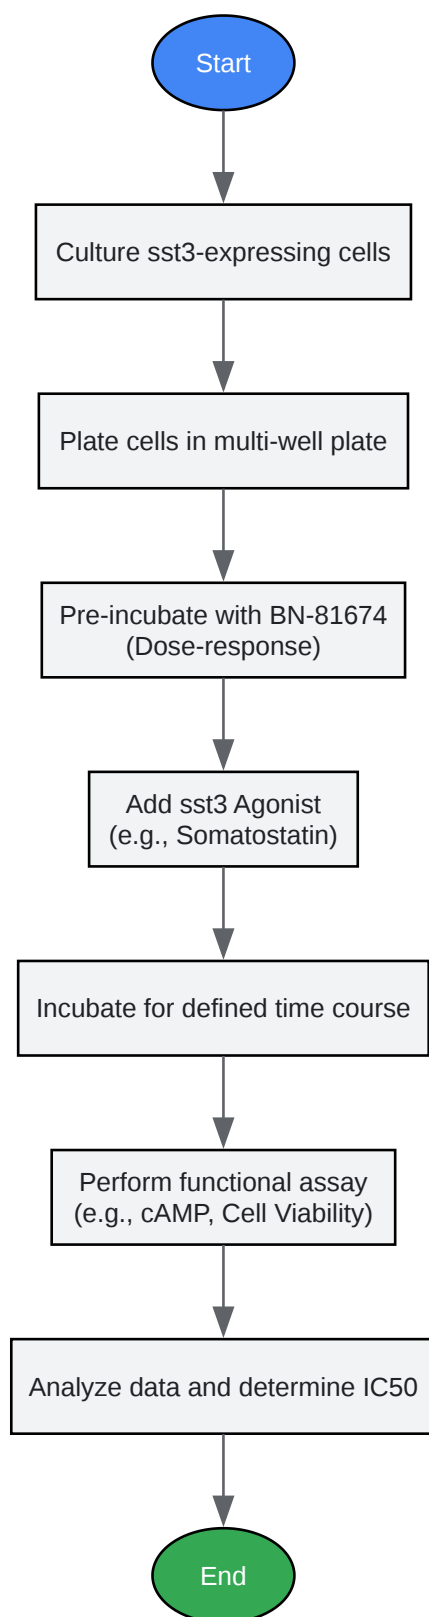 Start
Culture sst3-expressing cells
Plate cells in multi-well plate
Pre-incubate with BN-81674
(Dose-response)
Add sst3 Agonist
(e.g., Somatostatin)
Incubate for defined time course
Perform functional assay
(e.g., cAMP, Cell Viability)
Analyze data and determine IC50
End